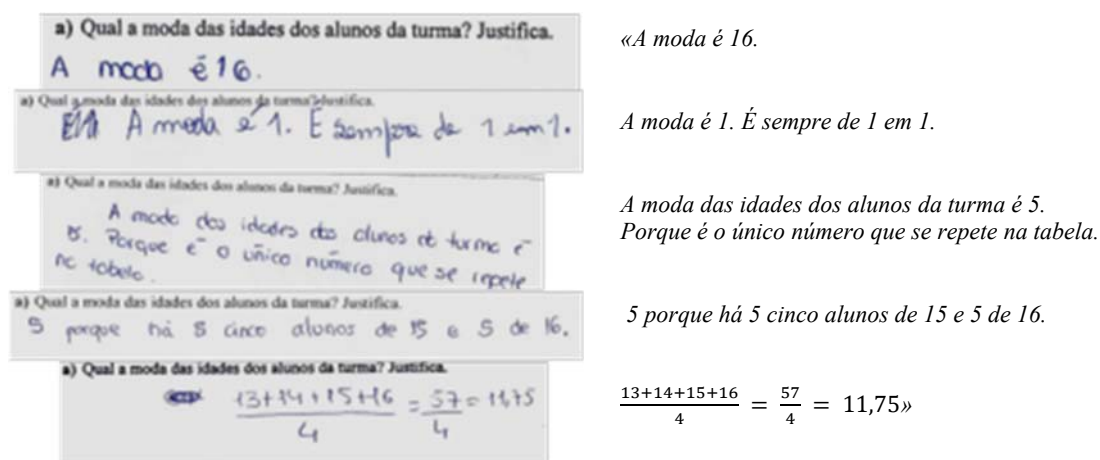 a) Qual a moda das idades dos alunos da turma? Justifica.
A moda é 16.
«A moda é 16.
a) Qual a moda das idades dos alunos da turma? Justifica.
A moda é 1. É sempre de 1 em 1.
A moda é 1. É sempre de 1 em 1.
a) Qual a moda das idades dos alunos da turma? Justifica.
A moda das idades dos alunos da turma é
5. Porque é o único número que se repete
na tabela.
A moda das idades dos alunos da turma é 5.
Porque é o único número que se repete na tabela.
a) Qual a moda das idades dos alunos da turma? Justifica.
5 porque há 5 cinco alunos de 15 e 5 de 16.
5 porque há 5 cinco alunos de 15 e 5 de 16.
a) Qual a moda das idades dos alunos da turma? Justifica.
13+14+15+16/4 = 57/4 = 11,75
13+14+15+16/4 = 57/4 = 11,75»